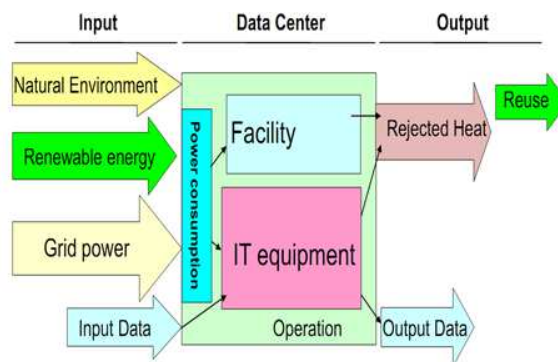 Input
Data Center
Output
Natural Environment
Renewable energy
Grid power
Input Data
Power consumption
Facility
IT equipment
Operation
Rejected Heat
Reuse
Output Data